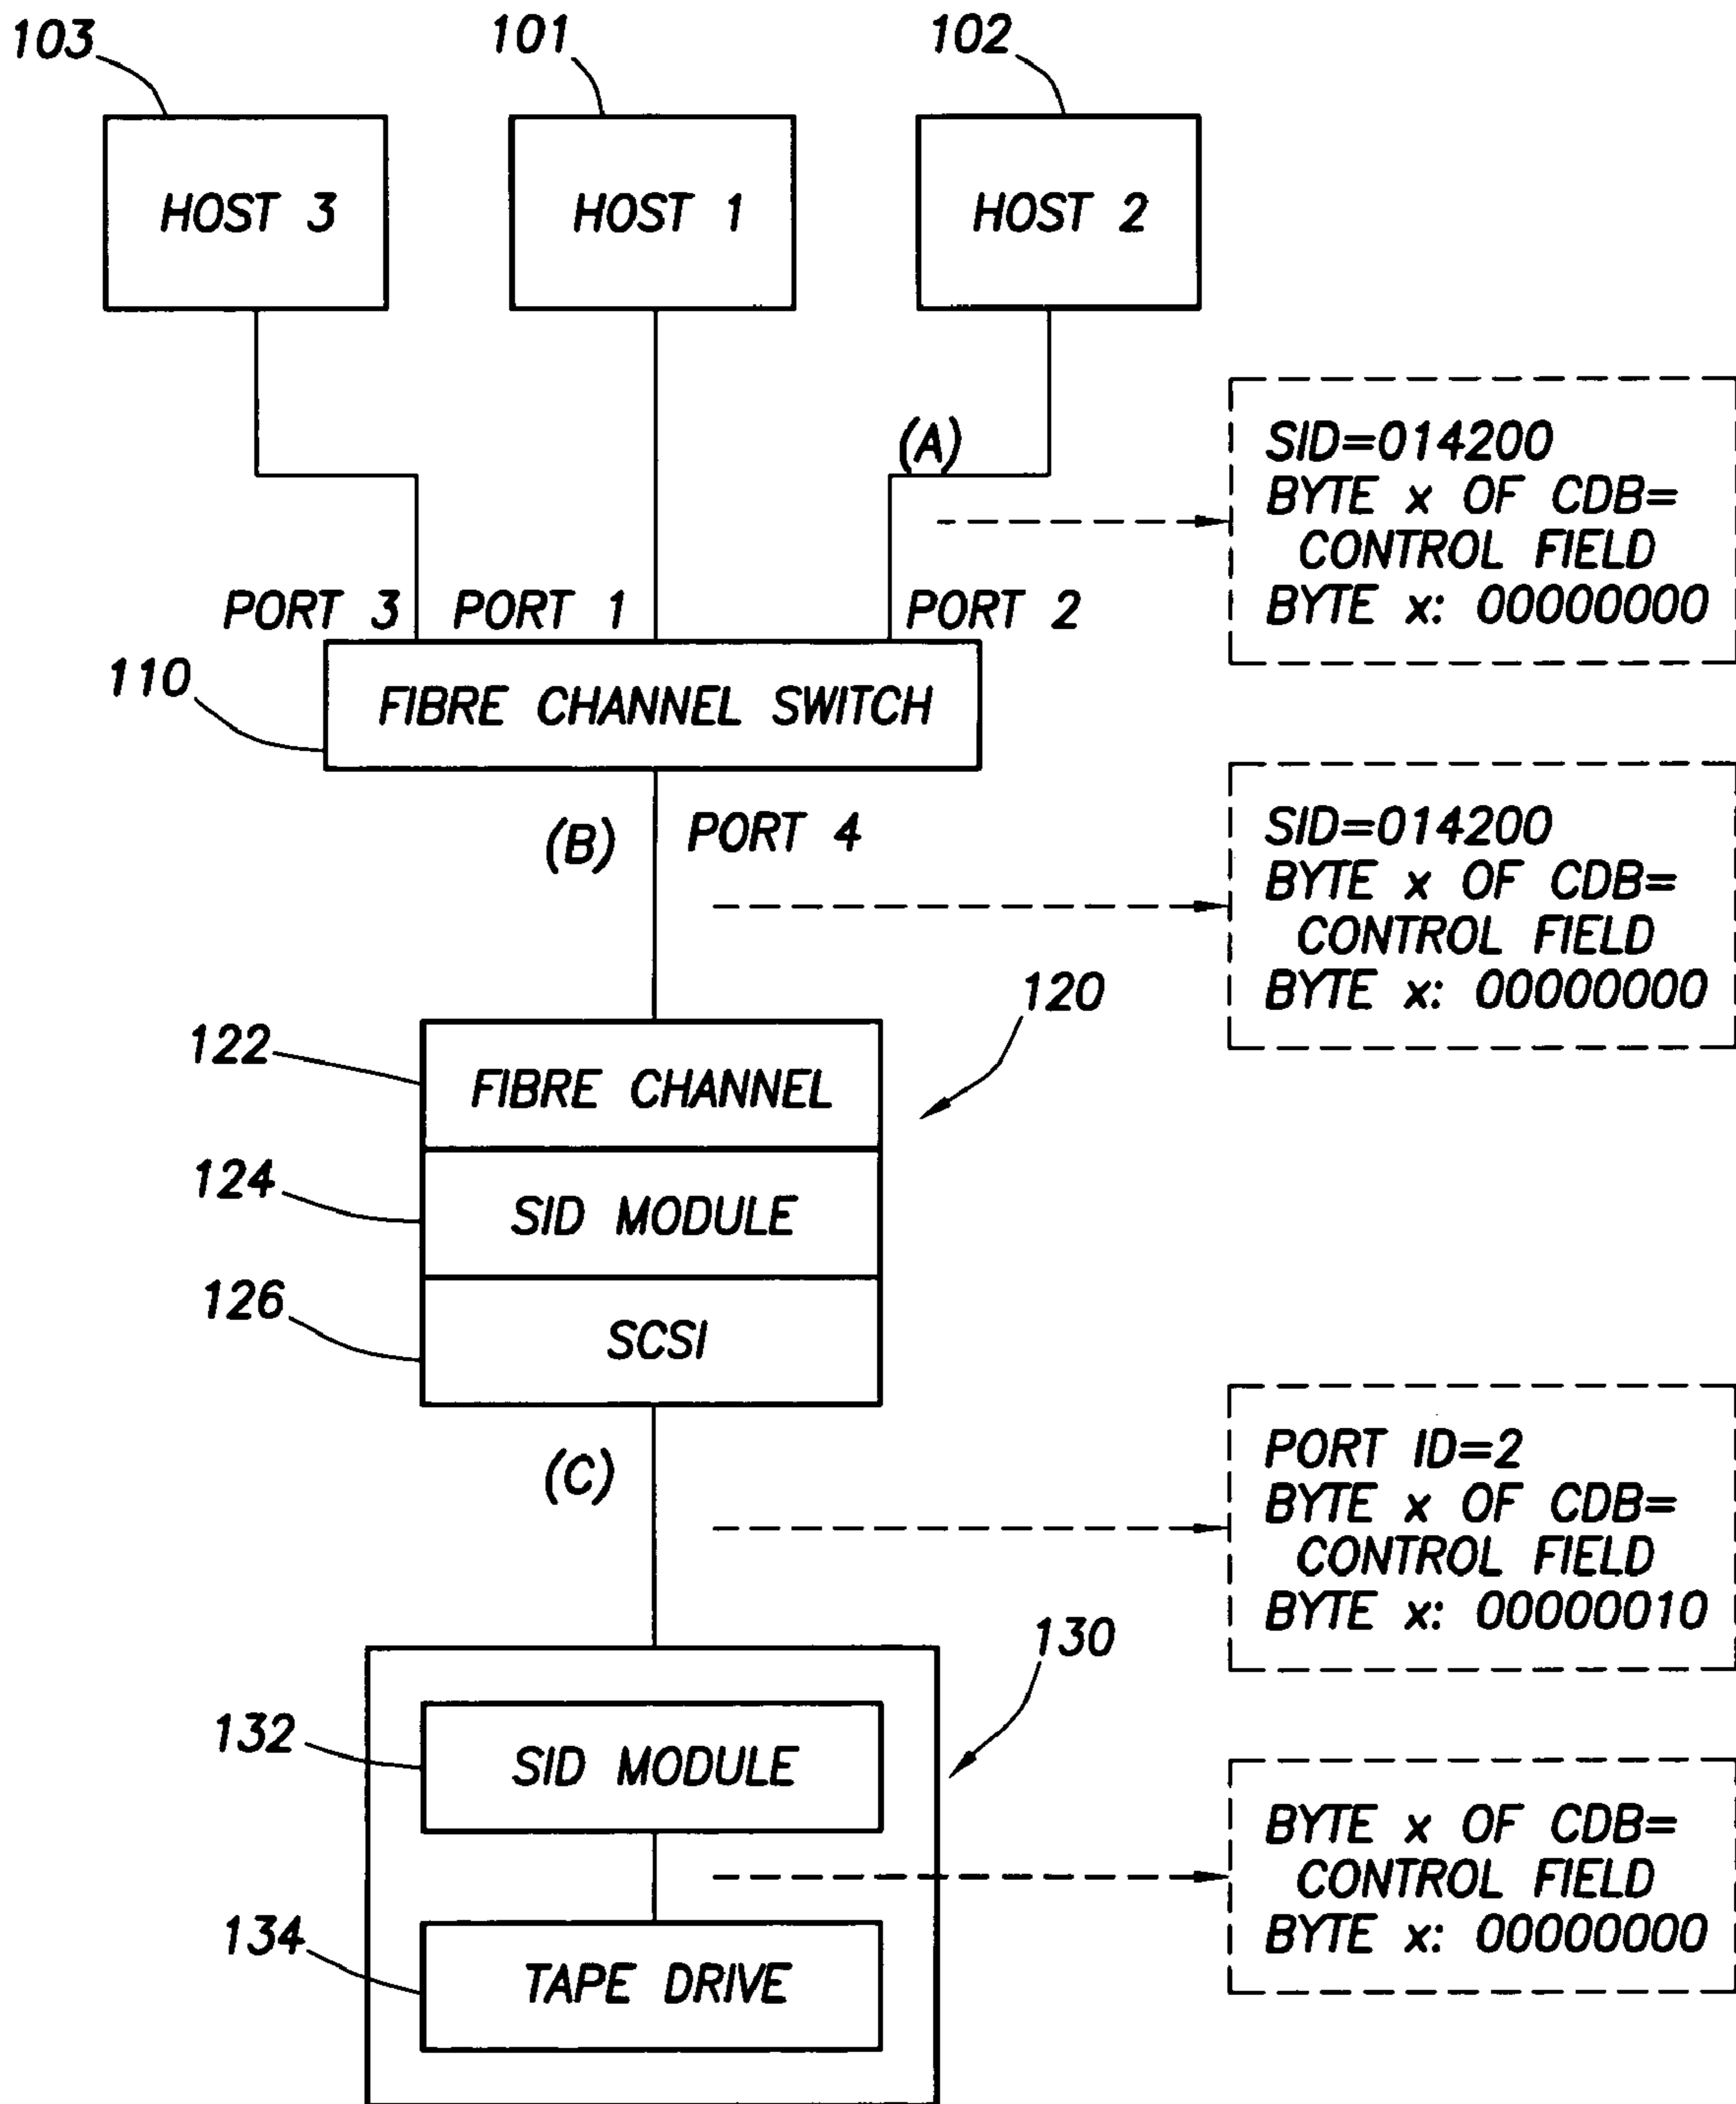 103
101
102
HOST 3
HOST 1
HOST 2
(A)
SID=014200
BYTE x OF CDB=
CONTROL FIELD
BYTE x: 00000000
PORT 3
PORT 1
PORT 2
110
FIBRE CHANNEL SWITCH
(B)
PORT 4
SID=014200
BYTE x OF CDB=
CONTROL FIELD
BYTE x: 00000000
120
122
FIBRE CHANNEL
124
SID MODULE
126
SCSI
(C)
PORT ID=2
BYTE x OF CDB=
CONTROL FIELD
BYTE x: 00000010
130
132
SID MODULE
BYTE x OF CDB=
CONTROL FIELD
BYTE x: 00000000
134
TAPE DRIVE